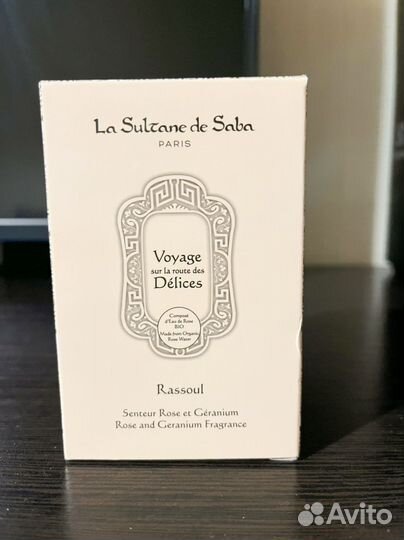 La Sultane de Saba
PARIS
Voyage
sur la route des
Délices
Composé
d'Eau de Rose
BIO
Made from Organic
Rose Water
Rassoul
Senteur Rose et Géranium
Rose and Geranium Fragrance
Avito